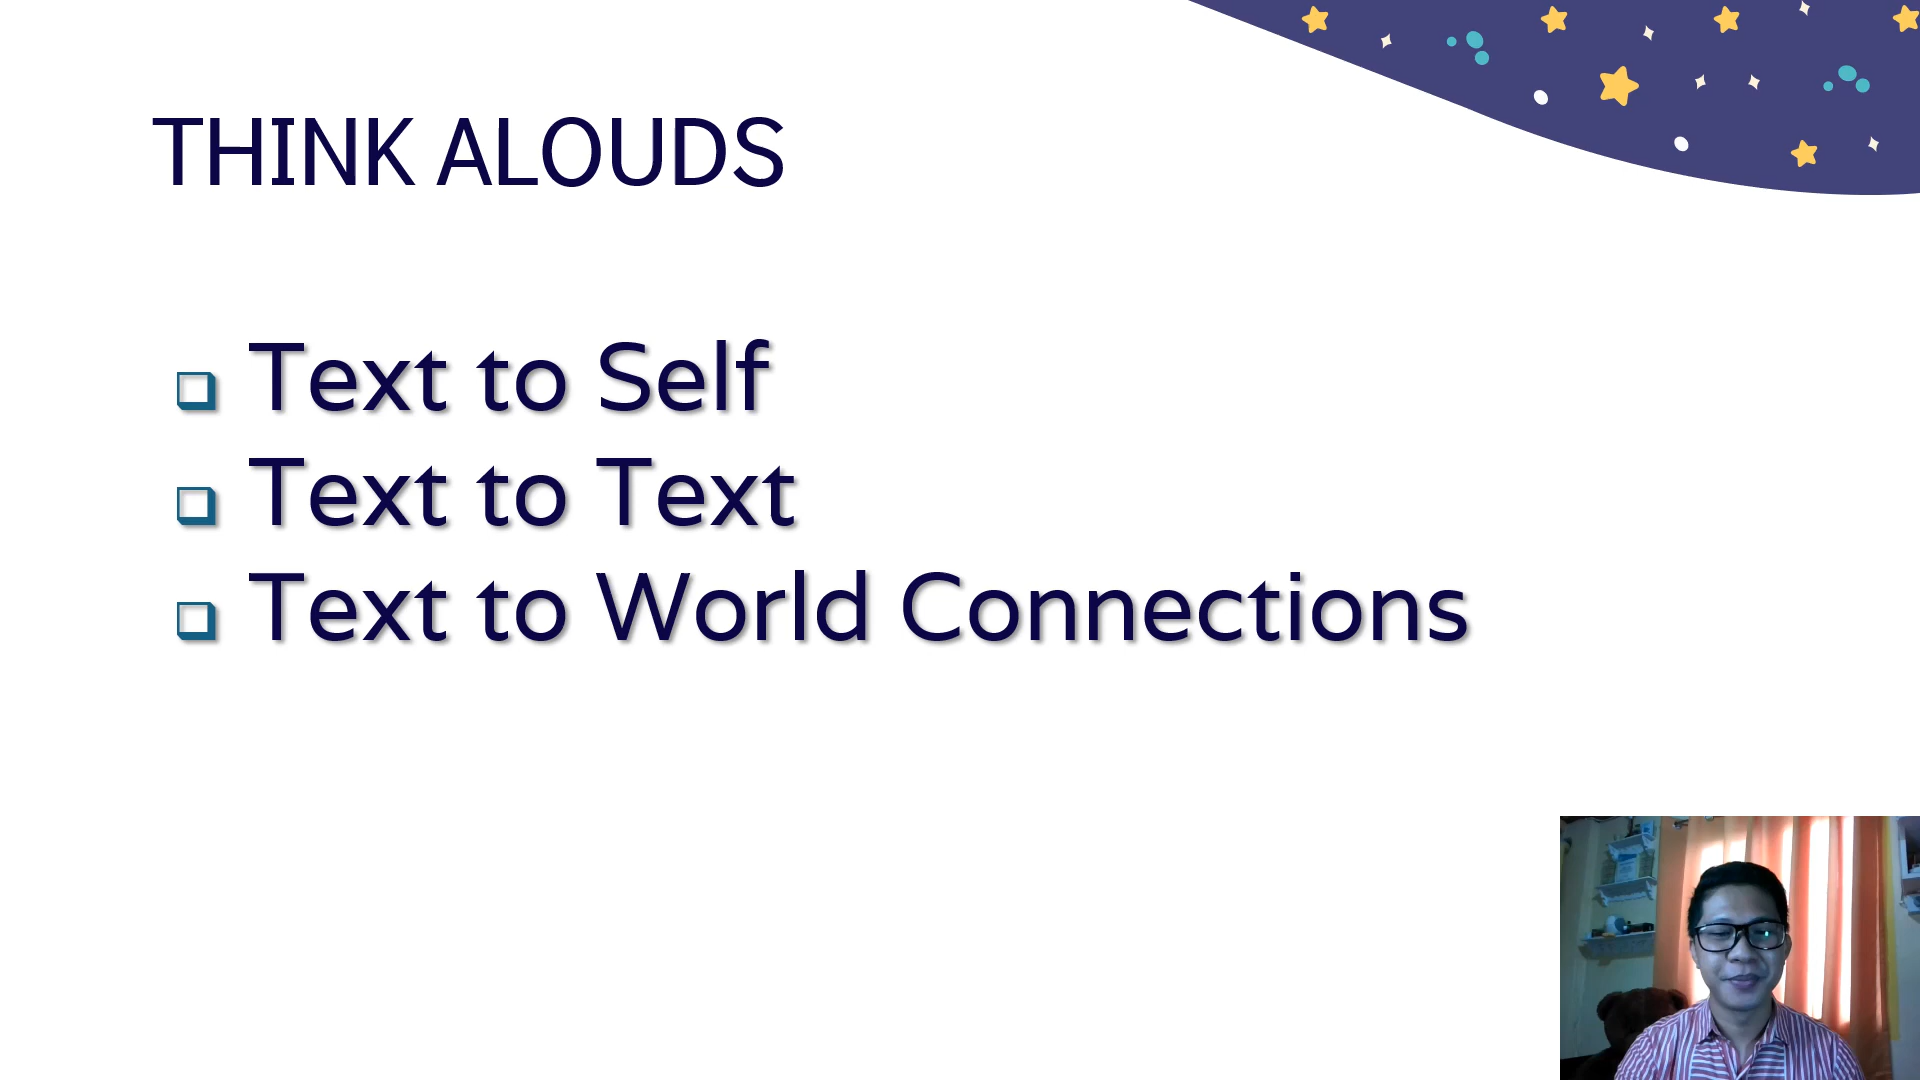 THINK ALOUDS
Text to Self
Text to Text
Text to World Connections